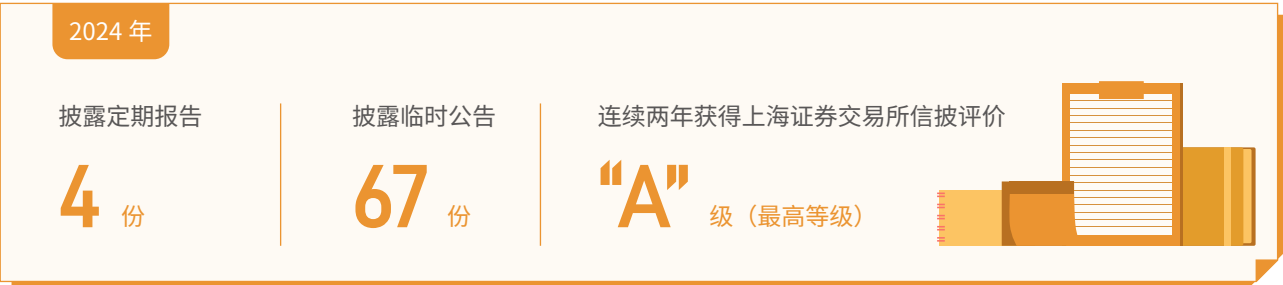 2024 年
披露定期报告
4 份
披露临时公告
67 份
连续两年获得上海证券交易所信披评价
“A” 级（最高等级）